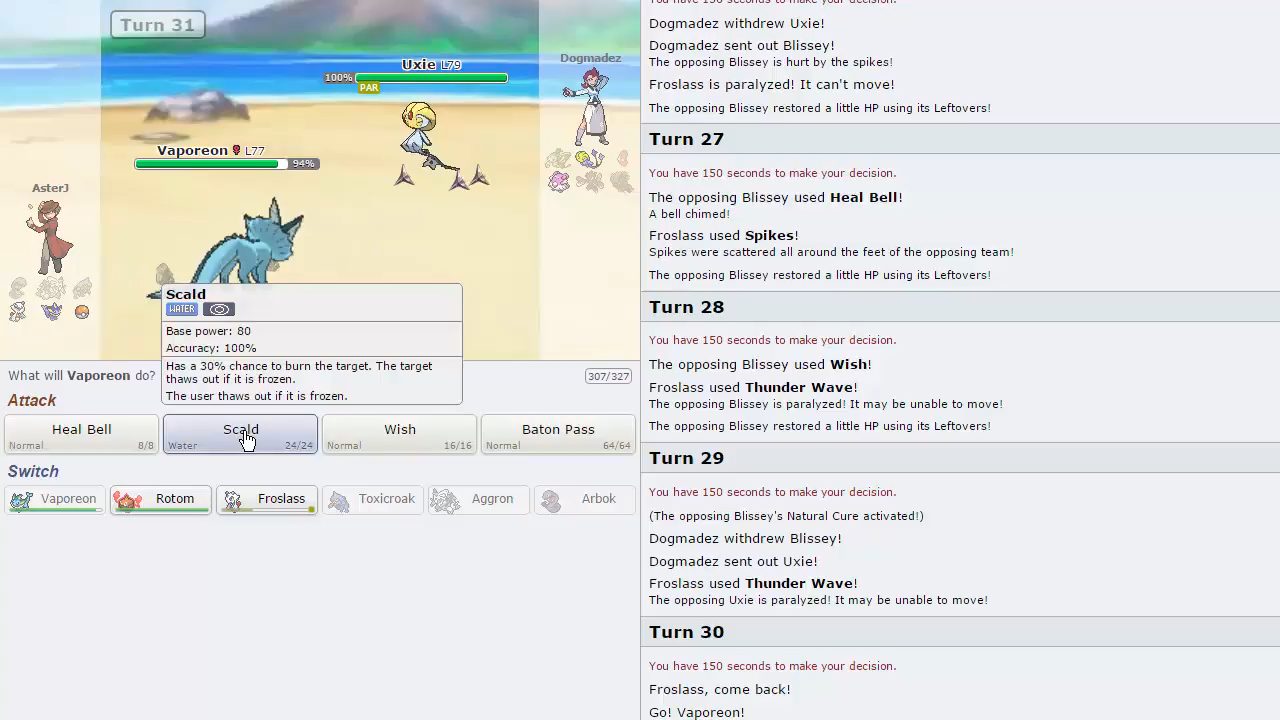 Turn 31
Dogmadez
Uxie L79
100%
PAR
Vaporeon L77
94%
AsterJ
Scald
WATER
Base power: 80
Accuracy: 100%
Has a 30% chance to burn the target. The target
thaws out if it is frozen.
The user thaws out if it is frozen.
What will Vaporeon do?
307/327
Attack
Heal Bell
Normal 8/8
Scald
Water 24/24
Wish
Normal 16/16
Baton Pass
Normal 64/64
Switch
Vaporeon
Rotom
Froslass
Toxicroak
Aggron
Arbok
You have 150 seconds to make your decision.
Dogmadez withdrew Uxie!
Dogmadez sent out Blissey!
The opposing Blissey is hurt by the spikes!
Froslass is paralyzed! It can't move!
The opposing Blissey restored a little HP using its Leftovers!
Turn 27
You have 150 seconds to make your decision.
The opposing Blissey used Heal Bell!
A bell chimed!
Froslass used Spikes!
Spikes were scattered all around the feet of the opposing team!
The opposing Blissey restored a little HP using its Leftovers!
Turn 28
You have 150 seconds to make your decision.
The opposing Blissey used Wish!
Froslass used Thunder Wave!
The opposing Blissey is paralyzed! It may be unable to move!
The opposing Blissey restored a little HP using its Leftovers!
Turn 29
You have 150 seconds to make your decision.
(The opposing Blissey's Natural Cure activated!)
Dogmadez withdrew Blissey!
Dogmadez sent out Uxie!
Froslass used Thunder Wave!
The opposing Uxie is paralyzed! It may be unable to move!
Turn 30
You have 150 seconds to make your decision.
Froslass, come back!
Go! Vaporeon!